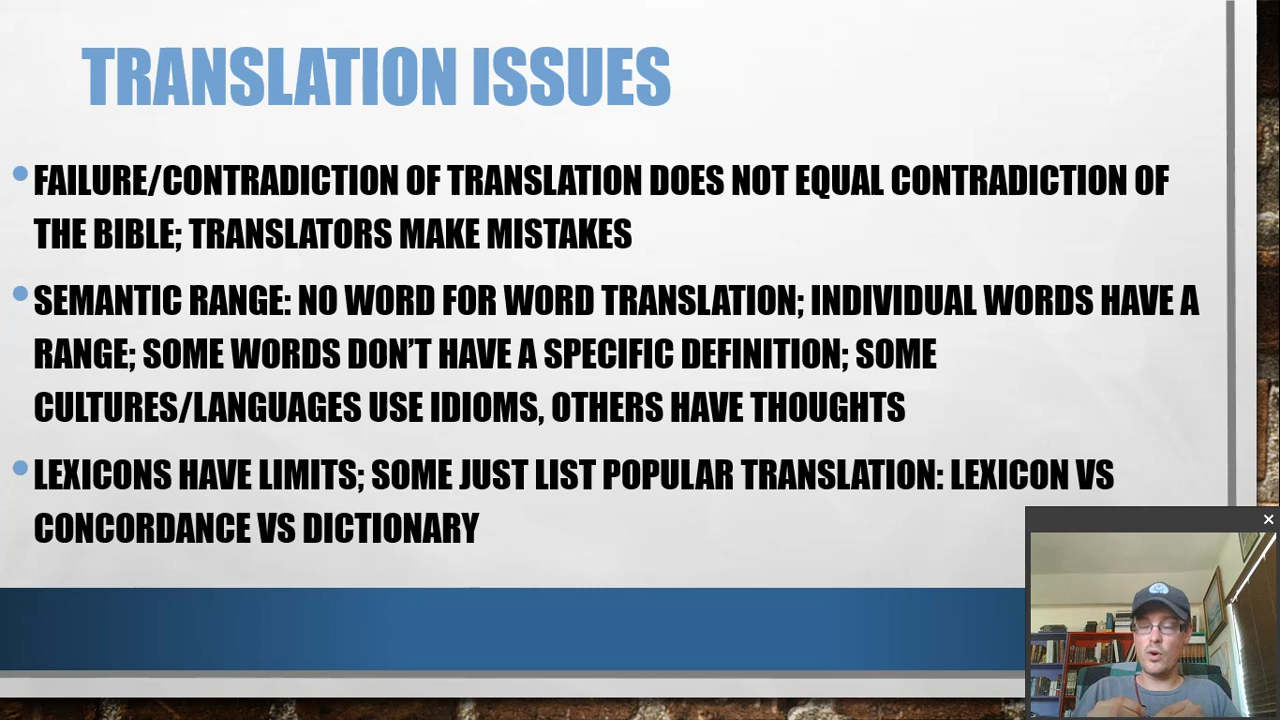 TRANSLATION ISSUES
• FAILURE/CONTRADICTION OF TRANSLATION DOES NOT EQUAL CONTRADICTION OF
THE BIBLE; TRANSLATORS MAKE MISTAKES
• SEMANTIC RANGE: NO WORD FOR WORD TRANSLATION; INDIVIDUAL WORDS HAVE A
RANGE; SOME WORDS DON'T HAVE A SPECIFIC DEFINITION; SOME
CULTURES/LANGUAGES USE IDIOMS, OTHERS HAVE THOUGHTS
• LEXICONS HAVE LIMITS; SOME JUST LIST POPULAR TRANSLATION: LEXICON VS
CONCORDANCE VS DICTIONARY